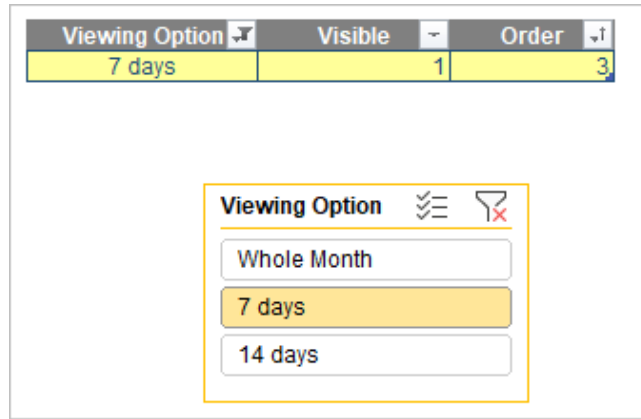 Viewing Option Visible Order
7 days 1 3
Viewing Option
Whole Month
7 days
14 days